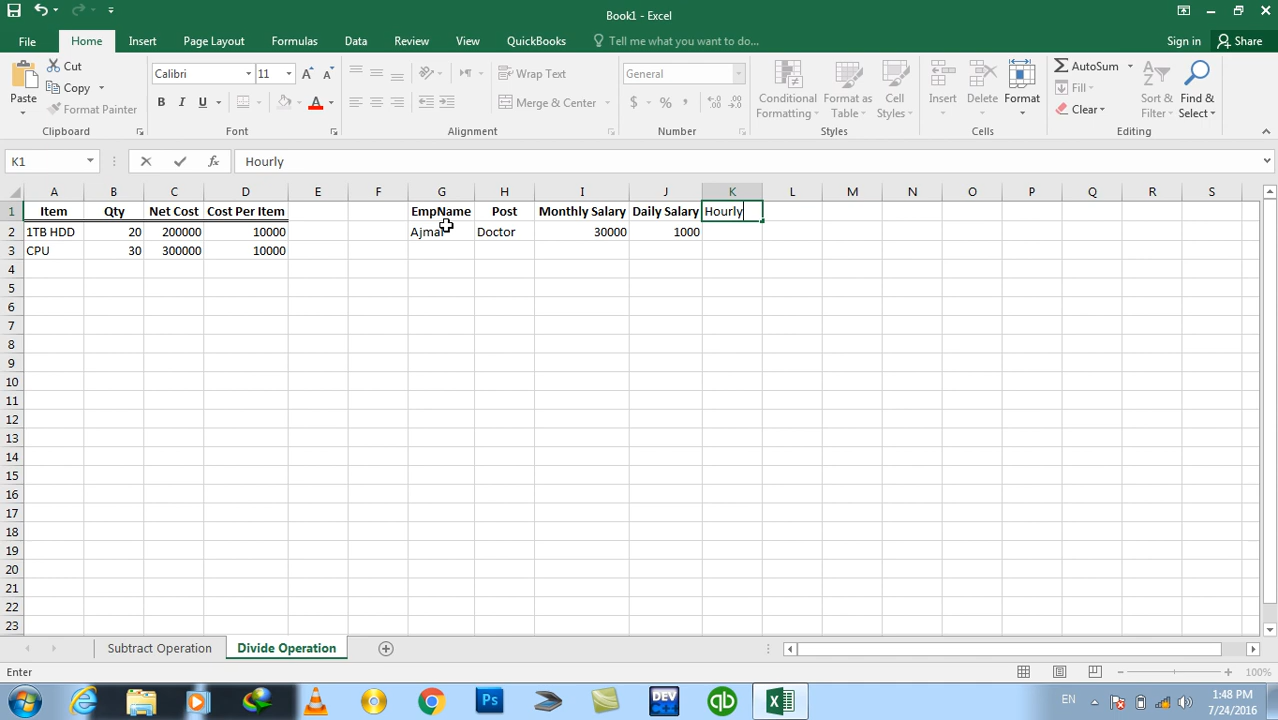 Book1 - Excel
File Home Insert Page Layout Formulas Data Review View QuickBooks Tell me what you want to do... Sign in Share
Paste Cut Copy Format Painter Clipboard
Calibri 11 B I U A Font
Wrap Text Merge & Center Alignment
General $ % , Number
Conditional Formatting Format as Table Cell Styles Styles
Insert Delete Format Cells
AutoSum Fill Clear Sort & Filter Find & Select Editing
K1 fx Hourly
A B C D E F G H I J K L M N O P Q R S
1 Item Qty Net Cost Cost Per Item EmpName Post Monthly Salary Daily Salary Hourly
2 1TB HDD 20 200000 10000 Ajmal Doctor 30000 1000
3 CPU 30 300000 10000
4
5
6
7
8
9
10
11
12
13
14
15
16
17
18
19
20
21
22
23
Subtract Operation Divide Operation
Enter 100%
Ps DEV C++ qb EN 1:48 PM
7/24/2016